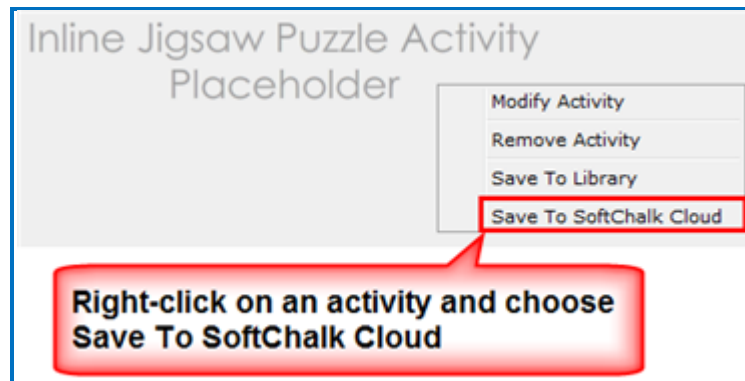 Inline Jigsaw Puzzle Activity
Placeholder
Modify Activity
Remove Activity
Save To Library
Save To SoftChalk Cloud
Right-click on an activity and choose
Save To SoftChalk Cloud